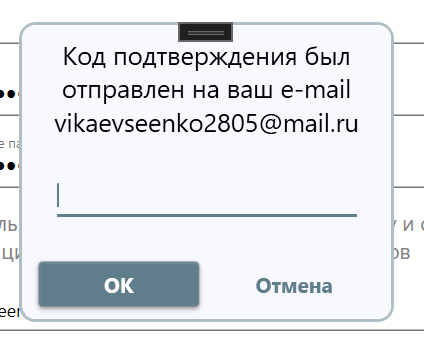 Код подтверждения был
отправлен на ваш e-mail
vikaevseenko2805@mail.ru
OK
Отмена